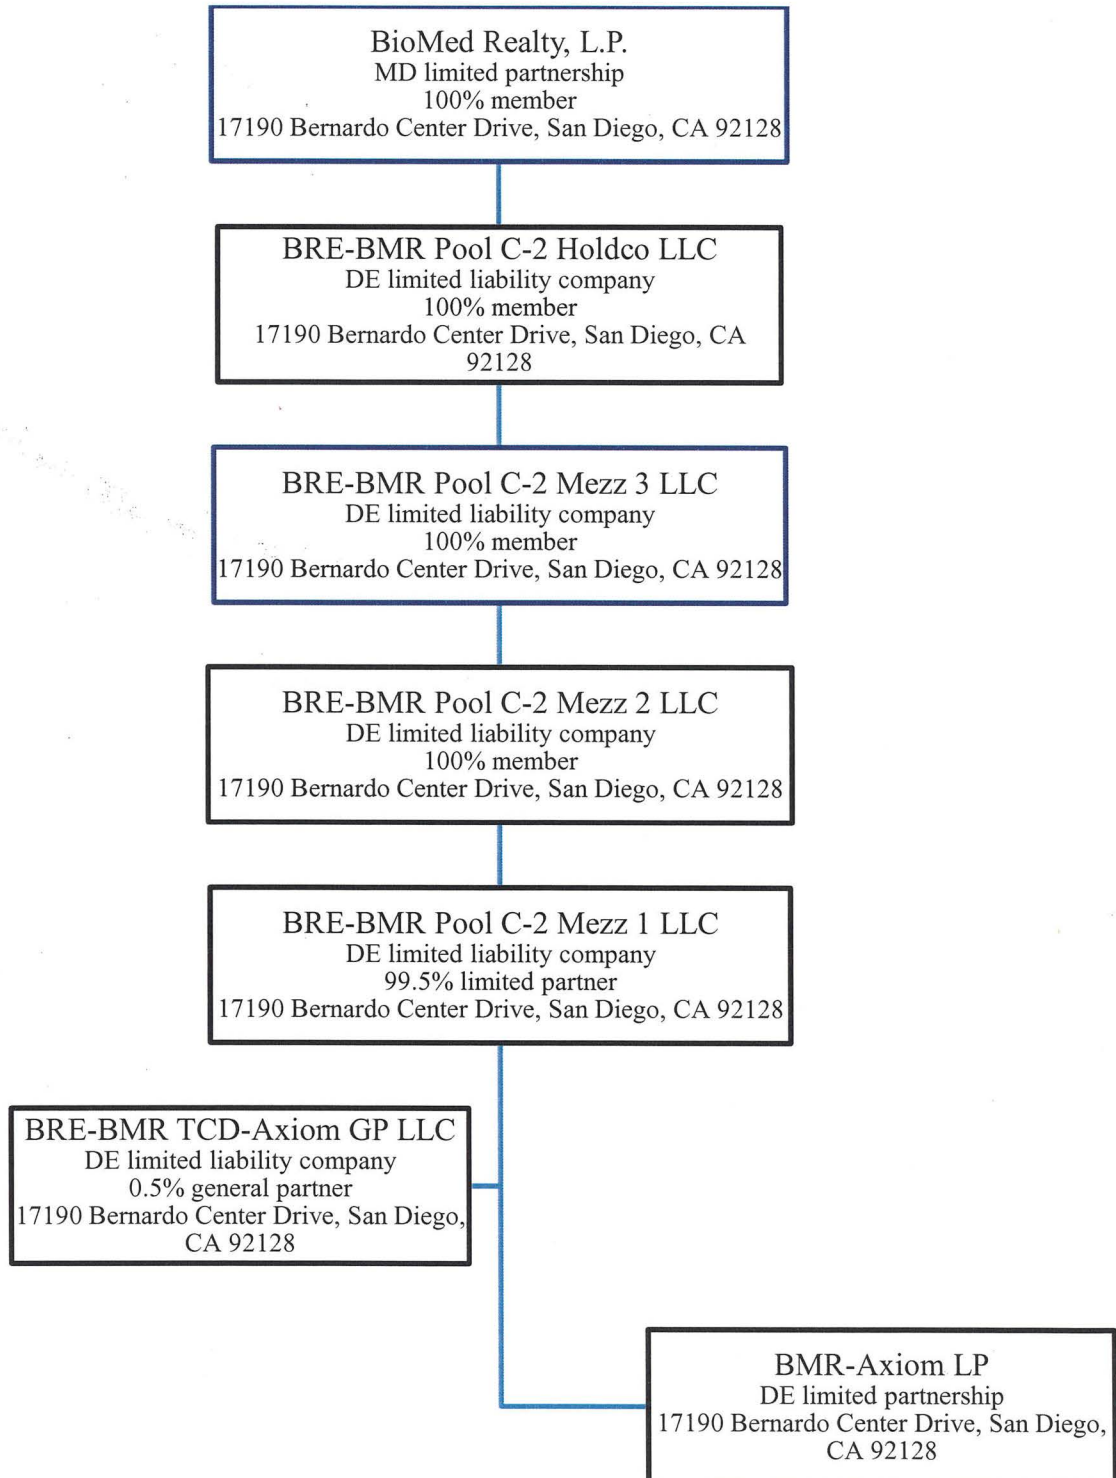 BioMed Realty, L.P.
MD limited partnership
100% member
17190 Bernardo Center Drive, San Diego, CA 92128
BRE-BMR Pool C-2 Holdco LLC
DE limited liability company
100% member
17190 Bernardo Center Drive, San Diego, CA
92128
BRE-BMR Pool C-2 Mezz 3 LLC
DE limited liability company
100% member
17190 Bernardo Center Drive, San Diego, CA 92128
BRE-BMR Pool C-2 Mezz 2 LLC
DE limited liability company
100% member
17190 Bernardo Center Drive, San Diego, CA 92128
BRE-BMR Pool C-2 Mezz 1 LLC
DE limited liability company
99.5% limited partner
17190 Bernardo Center Drive, San Diego, CA 92128
BRE-BMR TCD-Axiom GP LLC
DE limited liability company
0.5% general partner
17190 Bernardo Center Drive, San Diego,
CA 92128
BMR-Axiom LP
DE limited partnership
17190 Bernardo Center Drive, San Diego,
CA 92128